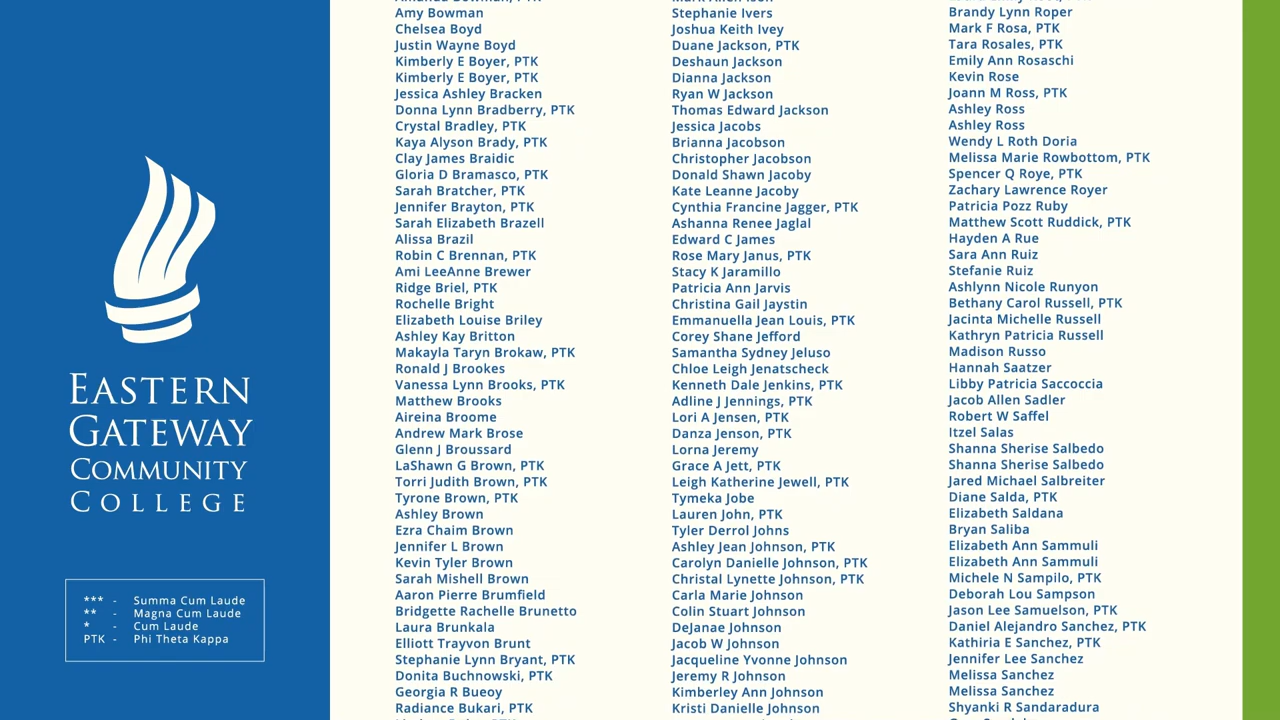 EASTERN
GATEWAY
COMMUNITY
COLLEGE
*** - Summa Cum Laude
** - Magna Cum Laude
* - Cum Laude
PTK - Phi Theta Kappa
Amy Bowman
Chelsea Boyd
Justin Wayne Boyd
Kimberly E Boyer, PTK
Kimberly E Boyer, PTK
Jessica Ashley Bracken
Donna Lynn Bradberry, PTK
Crystal Bradley, PTK
Kaya Alyson Brady, PTK
Clay James Braidic
Gloria D Bramasco, PTK
Sarah Bratcher, PTK
Jennifer Brayton, PTK
Sarah Elizabeth Brazell
Alissa Brazil
Robin C Brennan, PTK
Ami LeeAnne Brewer
Ridge Briel, PTK
Rochelle Bright
Elizabeth Louise Briley
Ashley Kay Britton
Makayla Taryn Brokaw, PTK
Ronald J Brookes
Vanessa Lynn Brooks, PTK
Matthew Brooks
Aireina Broome
Andrew Mark Brose
Glenn J Broussard
LaShawn G Brown, PTK
Torri Judith Brown, PTK
Tyrone Brown, PTK
Ashley Brown
Ezra Chaim Brown
Jennifer L Brown
Kevin Tyler Brown
Sarah Mishell Brown
Aaron Pierre Brumfield
Bridgette Rachelle Brunetto
Laura Brunkala
Elliott Trayvon Brunt
Stephanie Lynn Bryant, PTK
Donita Buchnowski, PTK
Georgia R Bueoy
Radiance Bukari, PTK
Stephanie Ivers
Joshua Keith Ivey
Duane Jackson, PTK
Deshaun Jackson
Dianna Jackson
Ryan W Jackson
Thomas Edward Jackson
Jessica Jacobs
Brianna Jacobson
Christopher Jacobson
Donald Shawn Jacoby
Kate Leanne Jacoby
Cynthia Francine Jagger, PTK
Ashanna Renee Jaglal
Edward C James
Rose Mary Janus, PTK
Stacy K Jaramillo
Patricia Ann Jarvis
Christina Gail Jaystin
Emmanuella Jean Louis, PTK
Corey Shane Jefford
Samantha Sydney Jeluso
Chloe Leigh Jenatscheck
Kenneth Dale Jenkins, PTK
Adline J Jennings, PTK
Lori A Jensen, PTK
Danza Jenson, PTK
Lorna Jeremy
Grace A Jett, PTK
Leigh Katherine Jewell, PTK
Tymeka Jobe
Lauren John, PTK
Tyler Derrol Johns
Ashley Jean Johnson, PTK
Carolyn Danielle Johnson, PTK
Christal Lynette Johnson, PTK
Carla Marie Johnson
Colin Stuart Johnson
DeJanae Johnson
Jacob W Johnson
Jacqueline Yvonne Johnson
Jeremy R Johnson
Kimberley Ann Johnson
Kristi Danielle Johnson
Brandy Lynn Roper
Mark F Rosa, PTK
Tara Rosales, PTK
Emily Ann Rosaschi
Kevin Rose
Joann M Ross, PTK
Ashley Ross
Ashley Ross
Wendy L Roth Doria
Melissa Marie Rowbottom, PTK
Spencer Q Roye, PTK
Zachary Lawrence Royer
Patricia Pozz Ruby
Matthew Scott Ruddick, PTK
Hayden A Rue
Sara Ann Ruiz
Stefanie Ruiz
Ashlynn Nicole Runyon
Bethany Carol Russell, PTK
Jacinta Michelle Russell
Kathryn Patricia Russell
Madison Russo
Hannah Saatzer
Libby Patricia Saccoccia
Jacob Allen Sadler
Robert W Saffel
Itzel Salas
Shanna Sherise Salbedo
Shanna Sherise Salbedo
Jared Michael Salbreiter
Diane Salda, PTK
Elizabeth Saldana
Bryan Saliba
Elizabeth Ann Sammuli
Elizabeth Ann Sammuli
Michele N Sampilo, PTK
Deborah Lou Sampson
Jason Lee Samuelson, PTK
Daniel Alejandro Sanchez, PTK
Kathiria E Sanchez, PTK
Jennifer Lee Sanchez
Melissa Sanchez
Melissa Sanchez
Shyanki R Sandaradura